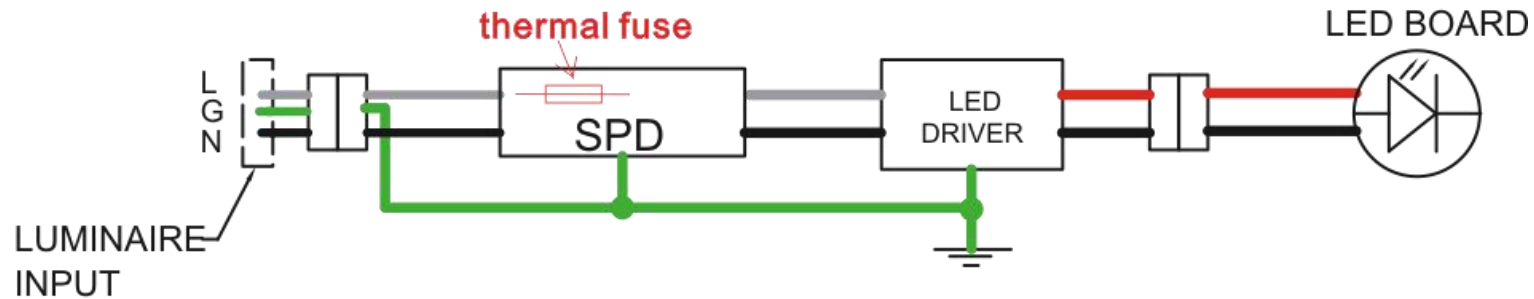 thermal fuse
LED BOARD
L
G
N
SPD
LED
DRIVER
LUMINAIRE
INPUT